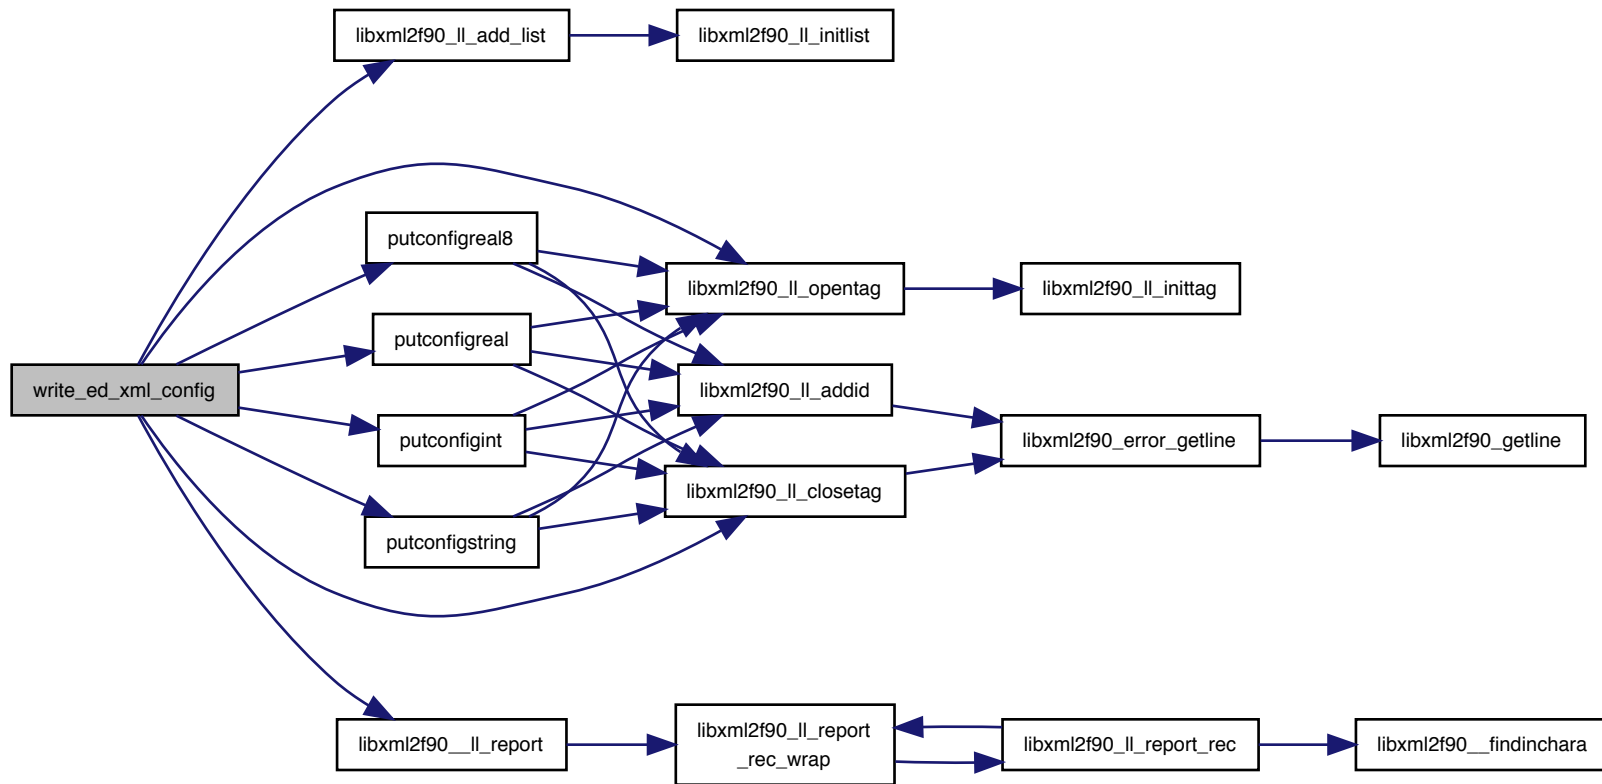 libxml2f90_ll_add_list
libxml2f90_ll_initlist
putconfigreal8
libxml2f90_ll_opentag
libxml2f90_ll_inittag
putconfigreal
write_ed_xml_config
libxml2f90_ll_addid
putconfigint
libxml2f90_error_getline
libxml2f90_getline
libxml2f90_ll_closetag
putconfigstring
libxml2f90__ll_report
libxml2f90_ll_report
_rec_wrap
libxml2f90_ll_report_rec
libxml2f90__findinchara